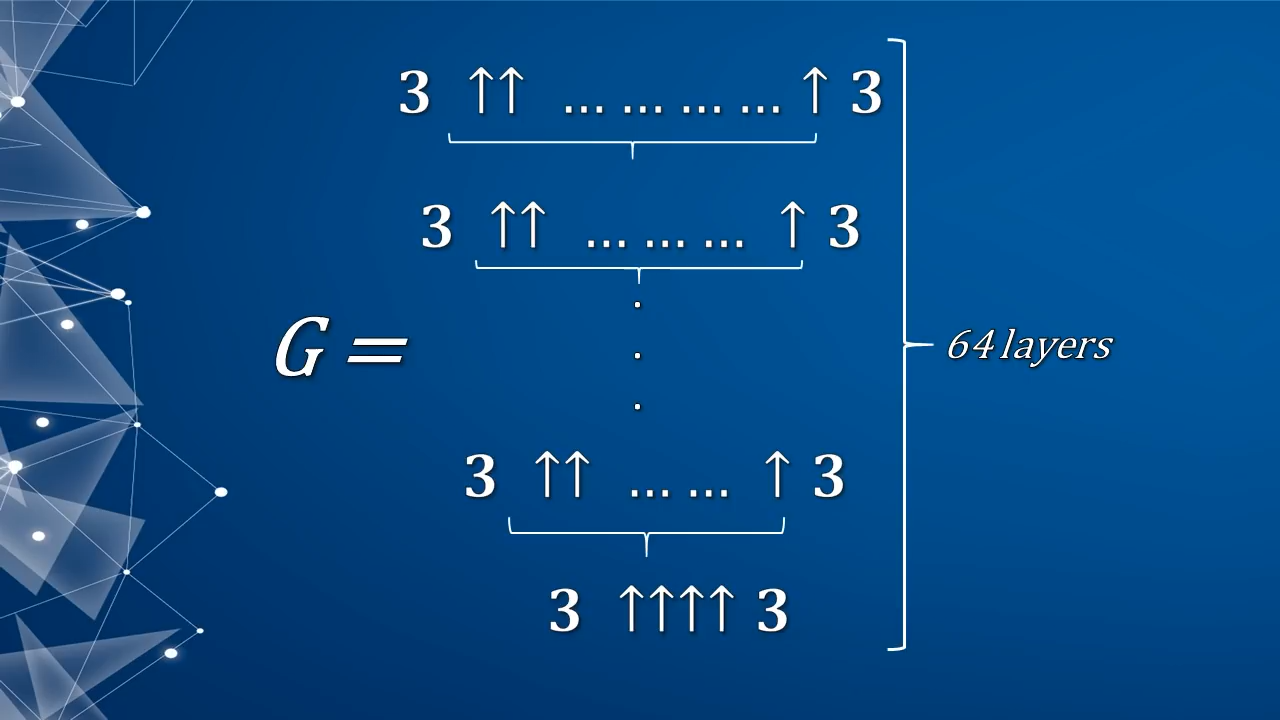 3 ↑↑ ... ... ... ... ↑ 3
3 ↑↑ ... ... ... ↑ 3
.
G = . 64 layers
.
3 ↑↑ ... ... ↑ 3
3 ↑↑↑↑ 3